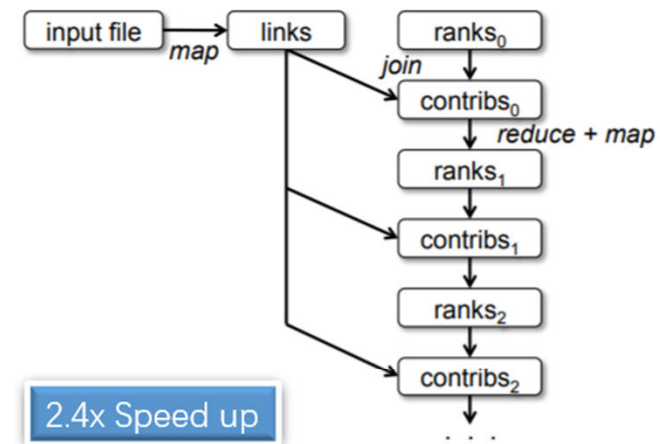 input file
map
links
ranks₀
join
contribs₀
reduce + map
ranks₁
contribs₁
ranks₂
contribs₂
. . .
2.4x Speed up